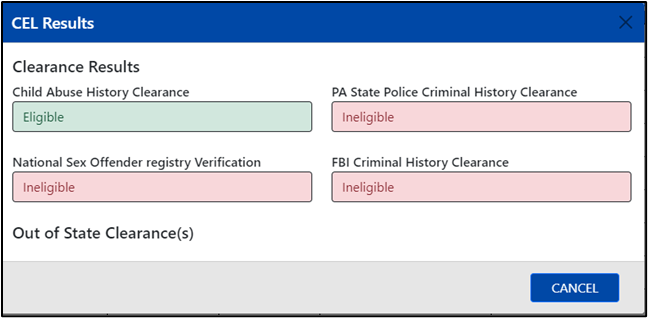 CEL Results
Clearance Results
Child Abuse History Clearance
PA State Police Criminal History Clearance
Eligible
Ineligible
National Sex Offender registry Verification
FBI Criminal History Clearance
Ineligible
Ineligible
Out of State Clearance(s)
CANCEL